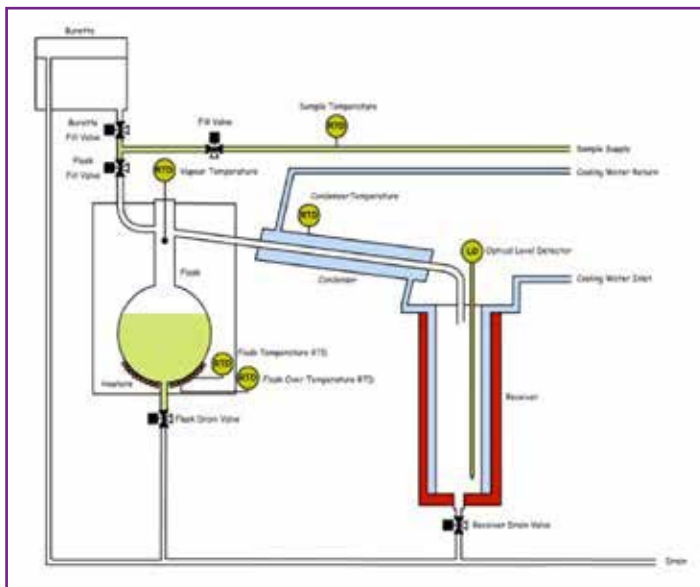 Burette
Burette
Fill Valve
Flask
Fill Valve
Fill Valve
Sample Temperature
RTD
Sample Supply
Cooling Water Return
RTD
Vapour Temperature
Condenser Temperature
RTD
Flask
Condenser
LD
Optical Level Detector
Cooling Water Inlet
Flask Temperature RTD
RTD
Heaters
RTD
Flask Over Temperature RTD
Receiver
Flask Drain Valve
Receiver Drain Valve
Drain